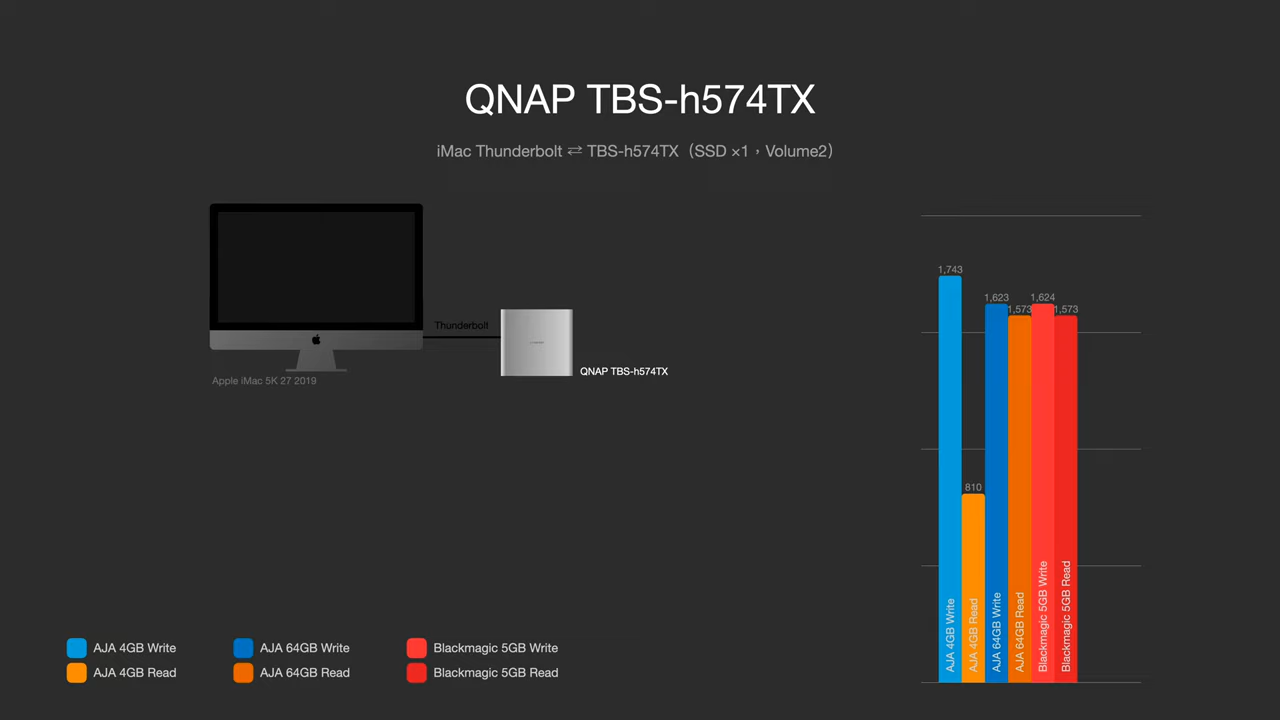 QNAP TBS-h574TX
iMac Thunderbolt ⇄ TBS-h574TX（SSD ×1，Volume2）
Thunderbolt
Apple iMac 5K 27 2019
QNAP TBS-h574TX
1,743
810
1,623
1,573
1,624
1,573
AJA 4GB Write
AJA 4GB Read
AJA 64GB Write
AJA 64GB Read
Blackmagic 5GB Write
Blackmagic 5GB Read
AJA 4GB Write
AJA 64GB Write
Blackmagic 5GB Write
AJA 4GB Read
AJA 64GB Read
Blackmagic 5GB Read